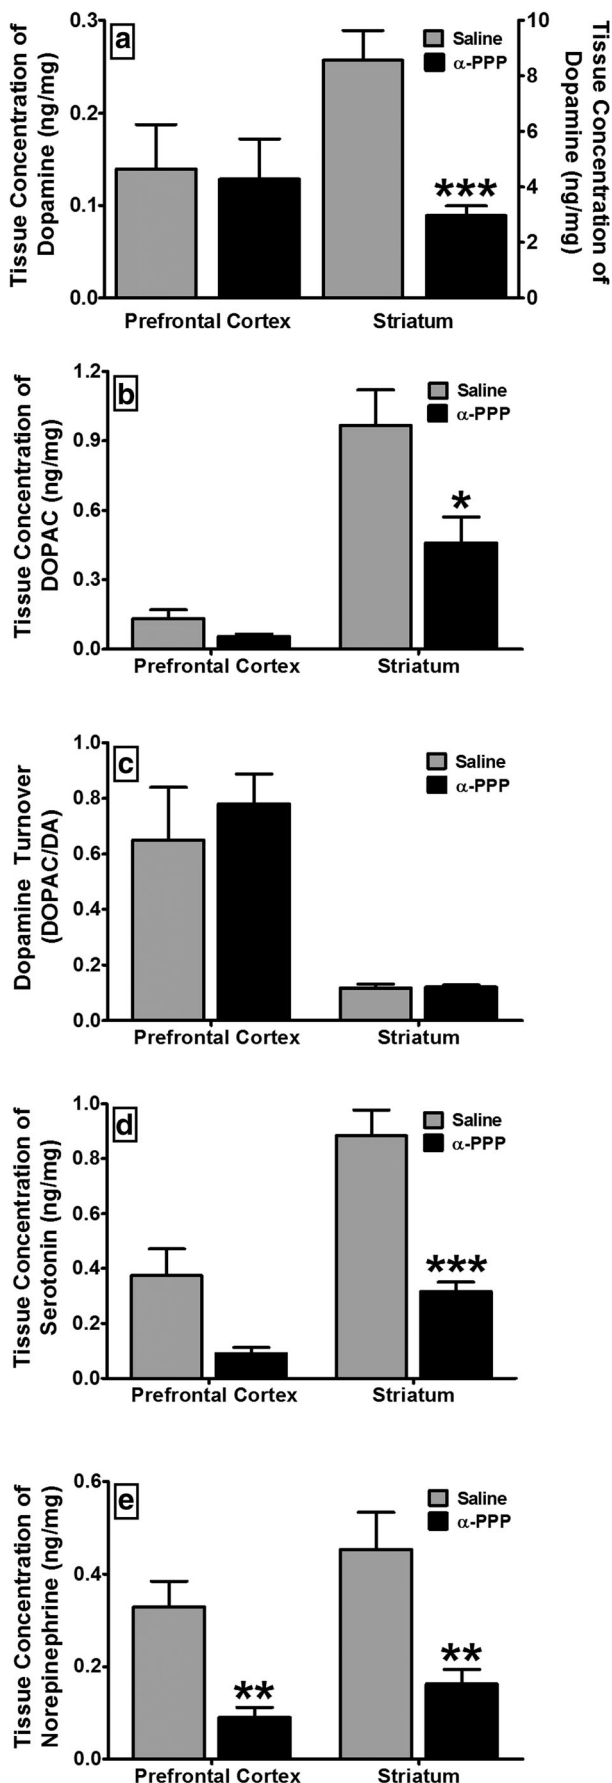 a
Tissue Concentration of
Dopamine (ng/mg)
0.3
0.2
0.1
0.0
Saline
α-PPP
***
10
8
6
4
2
0
Tissue Concentration of
Dopamine (ng/mg)
Prefrontal Cortex
Striatum
b
Tissue Concentration of
DOPAC (ng/mg)
1.2
0.9
0.6
0.3
0.0
Saline
α-PPP
*
Prefrontal Cortex
Striatum
c
Dopamine Turnover
(DOPAC/DA)
1.0
0.8
0.6
0.4
0.2
0.0
Saline
α-PPP
Prefrontal Cortex
Striatum
d
Tissue Concentration of
Serotonin (ng/mg)
1.0
0.8
0.6
0.4
0.2
0.0
Saline
α-PPP
***
Prefrontal Cortex
Striatum
e
Tissue Concentration of
Norepinephrine (ng/mg)
0.6
0.4
0.2
0.0
Saline
α-PPP
**
**
Prefrontal Cortex
Striatum